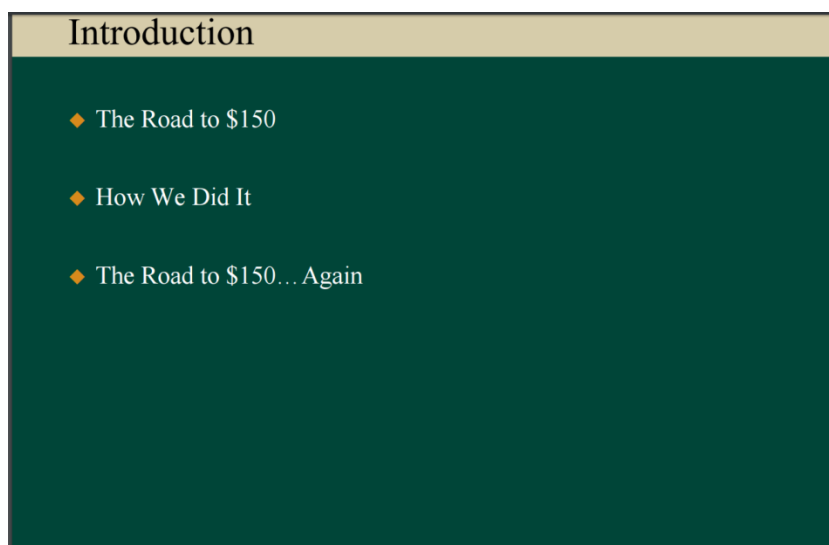 Introduction
The Road to $150
How We Did It
The Road to $150… Again